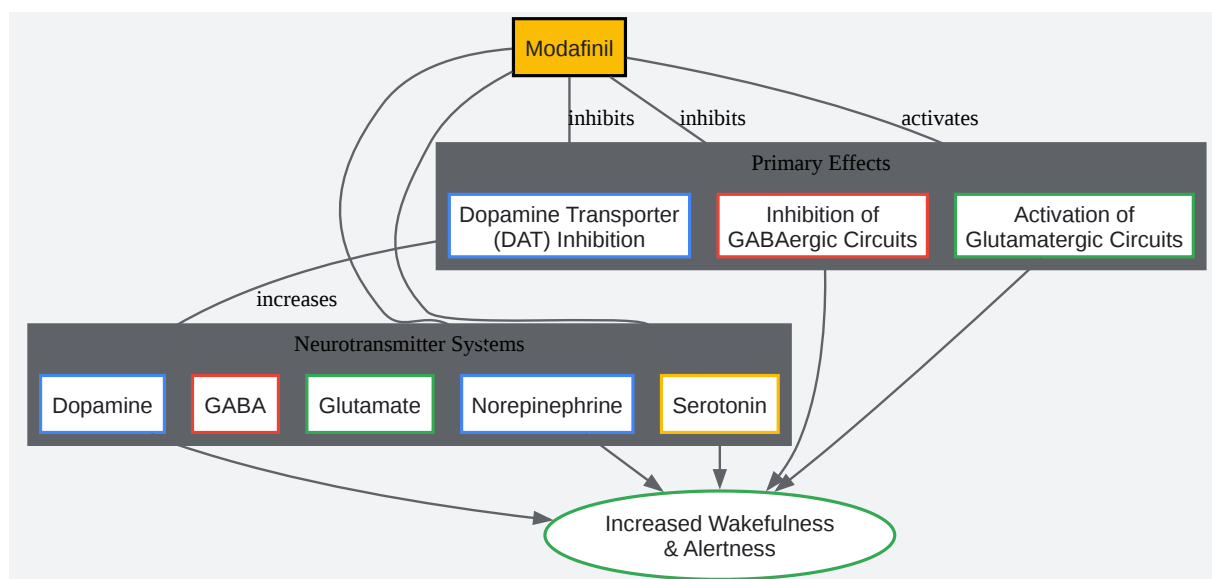 Modafinil
inhibits
inhibits
activates
Primary Effects
Dopamine Transporter
(DAT) Inhibition
Inhibition of
GABAergic Circuits
Activation of
Glutamatergic Circuits
increases
Neurotransmitter Systems
Dopamine
GABA
Glutamate
Norepinephrine
Serotonin
Increased Wakefulness
& Alertness